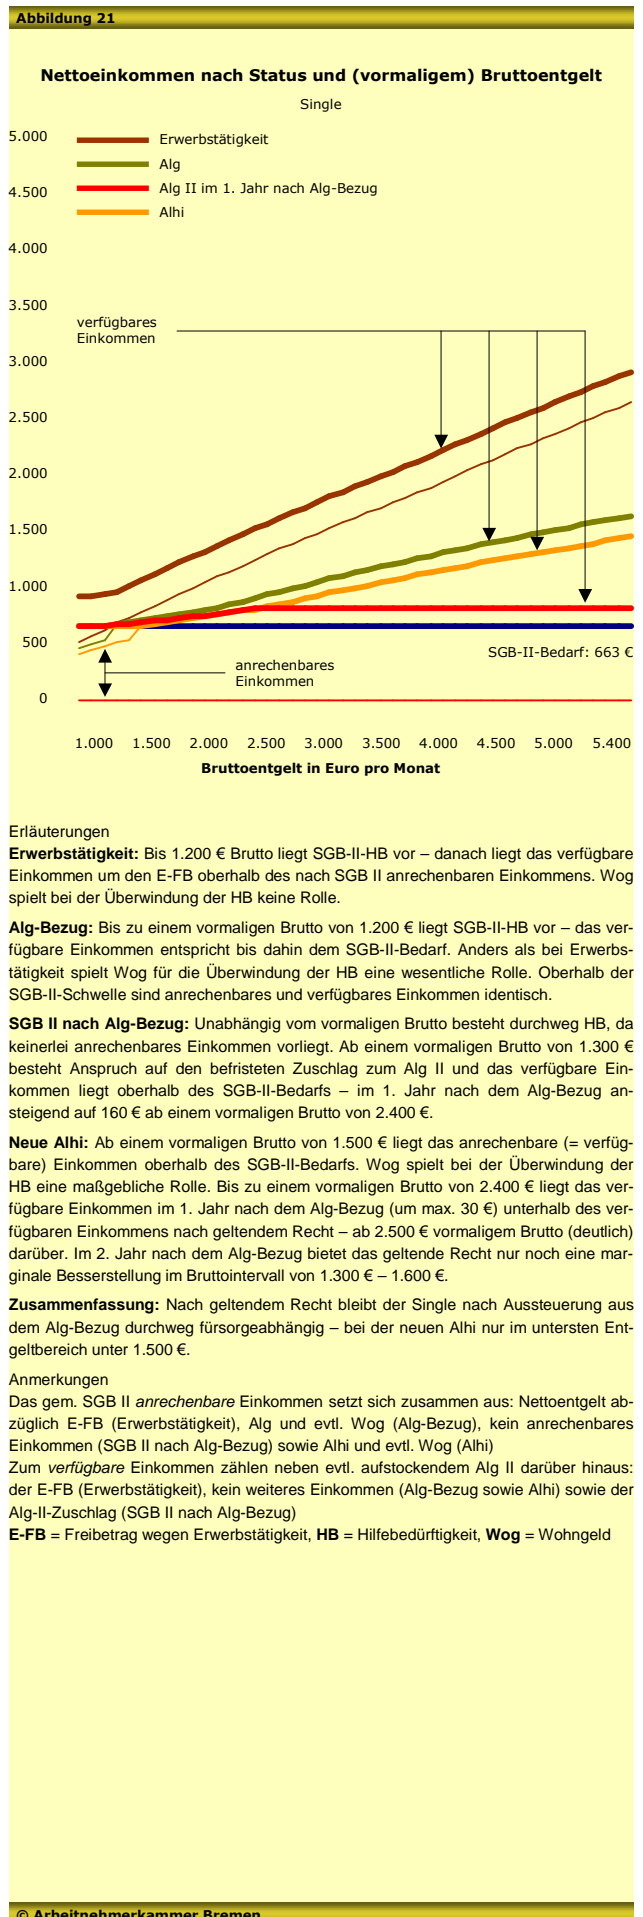 Abbildung 21
Nettoeinkommen nach Status und (vormaligem) Bruttoentgelt
Single
5.000
Erwerbstätigkeit
Alg
4.500
Alg II im 1. Jahr nach Alg-Bezug
Alhi
4.000
3.500
verfügbares
Einkommen
3.000
2.500
2.000
1.500
1.000
500
SGB-II-Bedarf: 663 €
anrechenbares
Einkommen
0
1.000 1.500 2.000 2.500 3.000 3.500 4.000 4.500 5.000 5.400
Bruttoentgelt in Euro pro Monat
Erläuterungen
Erwerbstätigkeit: Bis 1.200 € Brutto liegt SGB-II-HB vor – danach liegt das verfügbare
Einkommen um den E-FB oberhalb des nach SGB II anrechenbaren Einkommens. Wog
spielt bei der Überwindung der HB keine Rolle.
Alg-Bezug: Bis zu einem vormaligen Brutto von 1.200 € liegt SGB-II-HB vor – das ver-
fügbare Einkommen entspricht bis dahin dem SGB-II-Bedarf. Anders als bei Erwerbs-
tätigkeit spielt Wog für die Überwindung der HB eine wesentliche Rolle. Oberhalb der
SGB-II-Schwelle sind anrechenbares und verfügbares Einkommen identisch.
SGB II nach Alg-Bezug: Unabhängig vom vormaligen Brutto besteht durchweg HB, da
keinerlei anrechenbares Einkommen vorliegt. Ab einem vormaligen Brutto von 1.300 €
besteht Anspruch auf den befristeten Zuschlag zum Alg II und das verfügbare Ein-
kommen liegt oberhalb des SGB-II-Bedarfs – im 1. Jahr nach dem Alg-Bezug an-
steigend auf 160 € ab einem vormaligen Brutto von 2.400 €.
Neue Alhi: Ab einem vormaligen Brutto von 1.500 € liegt das anrechenbare (= verfüg-
bare) Einkommen oberhalb des SGB-II-Bedarfs. Wog spielt bei der Überwindung der
HB eine maßgebliche Rolle. Bis zu einem vormaligen Brutto von 2.400 € liegt das ver-
fügbare Einkommen im 1. Jahr nach dem Alg-Bezug (um max. 30 €) unterhalb des ver-
fügbaren Einkommens nach geltendem Recht – ab 2.500 € vormaligem Brutto (deutlich)
darüber. Im 2. Jahr nach dem Alg-Bezug bietet das geltende Recht nur noch eine mar-
ginale Besserstellung im Bruttointervall von 1.300 € – 1.600 €.
Zusammenfassung: Nach geltendem Recht bleibt der Single nach Aussteuerung aus
dem Alg-Bezug durchweg fürsorgeabhängig – bei der neuen Alhi nur im untersten Ent-
geltbereich unter 1.500 €.
Anmerkungen
Das gem. SGB II anrechenbare Einkommen setzt sich zusammen aus: Nettoentgelt ab-
züglich E-FB (Erwerbstätigkeit), Alg und evtl. Wog (Alg-Bezug), kein anrechenbares
Einkommen (SGB II nach Alg-Bezug) sowie Alhi und evtl. Wog (Alhi)
Zum verfügbare Einkommen zählen neben evtl. aufstockendem Alg II darüber hinaus:
der E-FB (Erwerbstätigkeit), kein weiteres Einkommen (Alg-Bezug sowie Alhi) sowie der
Alg-II-Zuschlag (SGB II nach Alg-Bezug)
E-FB = Freibetrag wegen Erwerbstätigkeit, HB = Hilfebedürftigkeit, Wog = Wohngeld
© Arbeitnehmerkammer Bremen